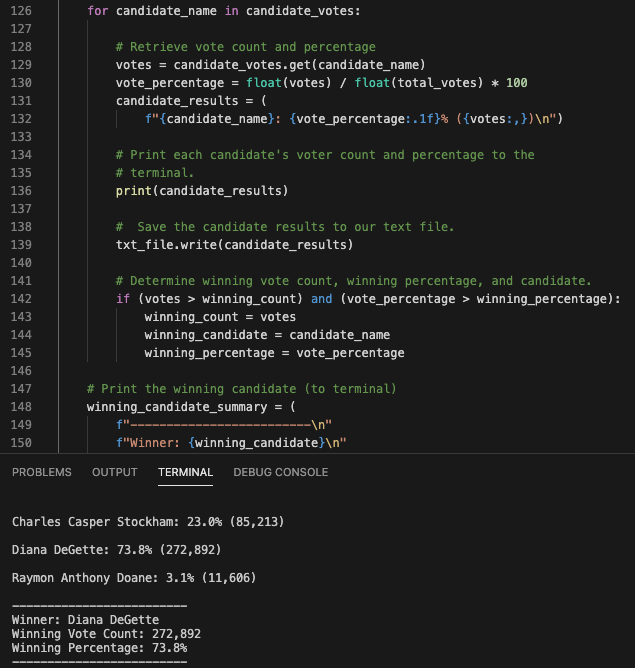 126 for candidate_name in candidate_votes:
127
128 # Retrieve vote count and percentage
129 votes = candidate_votes.get(candidate_name)
130 vote_percentage = float(votes) / float(total_votes) * 100
131 candidate_results = (
132 f"{candidate_name}: {vote_percentage:.1f}% ({votes:,})\n")
133
134 # Print each candidate's voter count and percentage to the
135 # terminal.
136 print(candidate_results)
137
138 #  Save the candidate results to our text file.
139 txt_file.write(candidate_results)
140
141 # Determine winning vote count, winning percentage, and candidate.
142 if (votes > winning_count) and (vote_percentage > winning_percentage):
143 winning_count = votes
144 winning_candidate = candidate_name
145 winning_percentage = vote_percentage
146
147 # Print the winning candidate (to terminal)
148 winning_candidate_summary = (
149 f"-------------------------\n"
150 f"Winner: {winning_candidate}\n"
PROBLEMS OUTPUT TERMINAL DEBUG CONSOLE
Charles Casper Stockham: 23.0% (85,213)
Diana DeGette: 73.8% (272,892)
Raymon Anthony Doane: 3.1% (11,606)
-------------------------
Winner: Diana DeGette
Winning Vote Count: 272,892
Winning Percentage: 73.8%
-------------------------